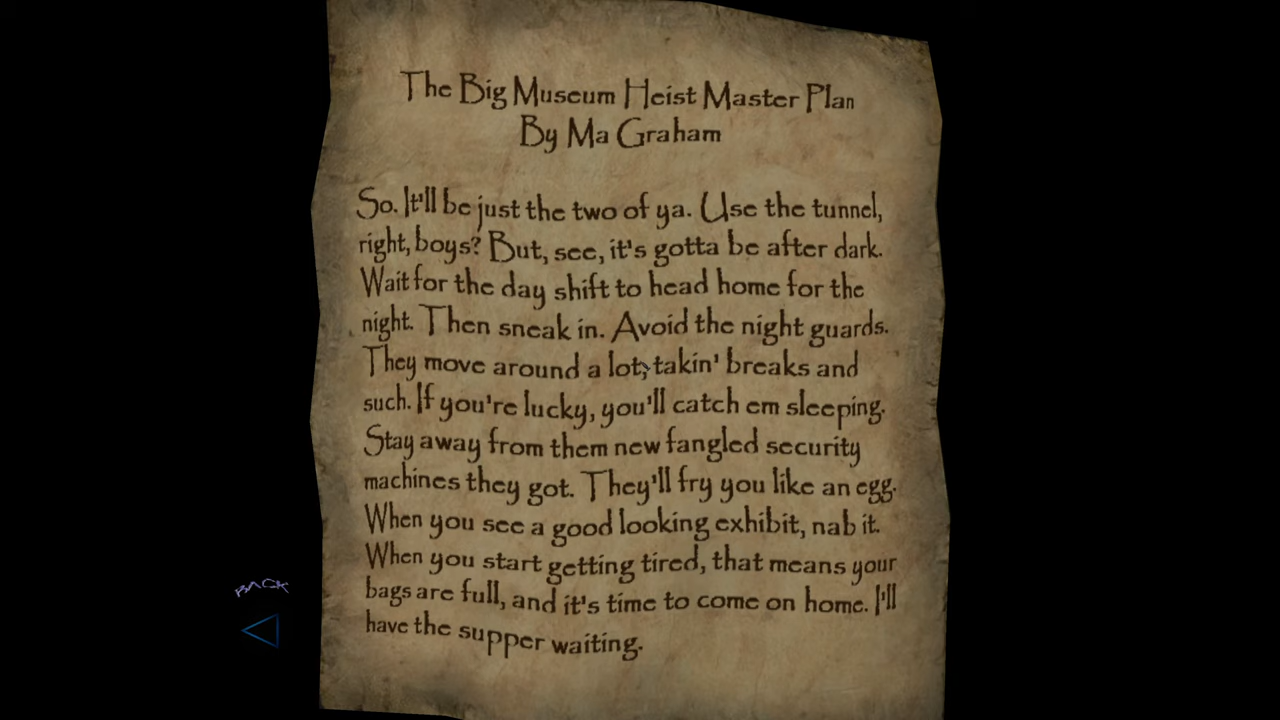 The Big Museum Heist Master Plan
By Ma Graham
So. It'll be just the two of ya. Use the tunnel,
right, boys? But, see, it's gotta be after dark.
Wait for the day shift to head home for the
night. Then sneak in. Avoid the night guards.
They move around a lot, takin' breaks and
such. If you're lucky, you'll catch em sleeping.
Stay away from them new fangled security
machines they got. They'll fry you like an egg.
When you see a good looking exhibit, nab it.
When you start getting tired, that means your
bags are full, and it's time to come on home. I'll
have the supper waiting.
BACK